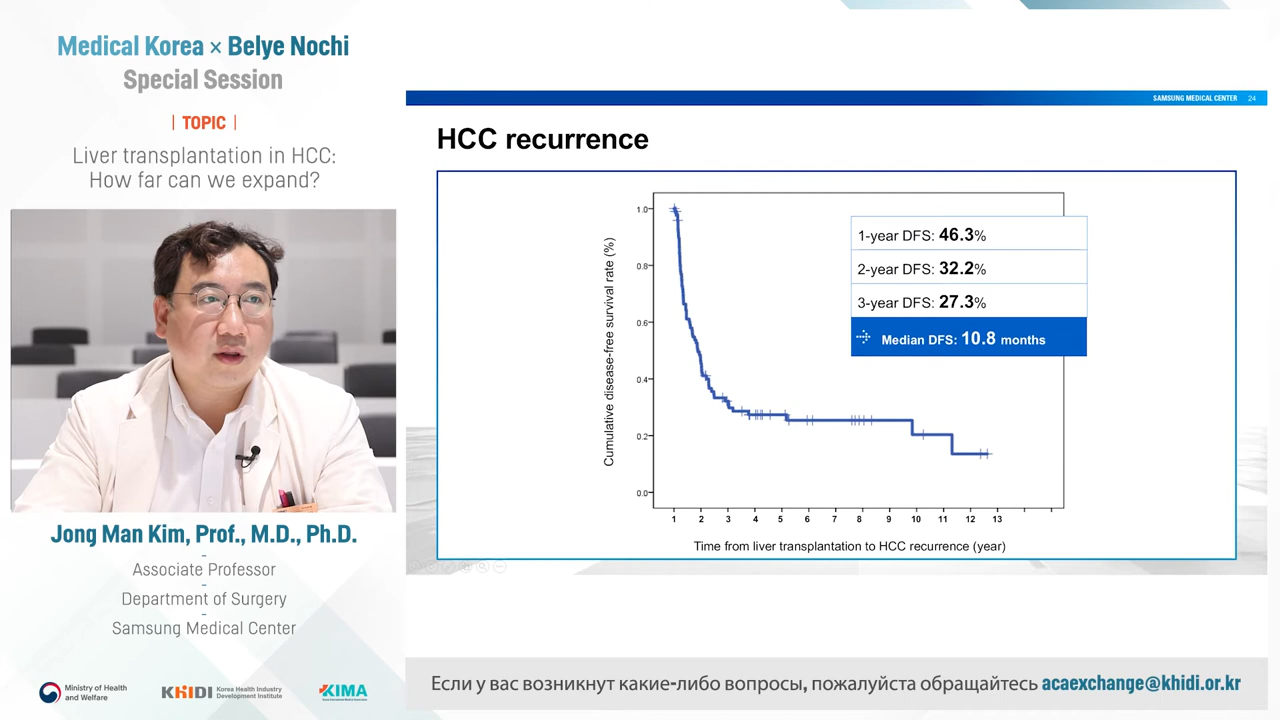 Medical Korea × Belye Nochi
Special Session
| TOPIC |
Liver transplantation in HCC:
How far can we expand?
Jong Man Kim, Prof., M.D., Ph.D.
-
Associate Professor
-
Department of Surgery
-
Samsung Medical Center
Ministry of Health
and Welfare
KHIDI
Korea Health Industry
Development Institute
KIMA
SAMSUNG MEDICAL CENTER 24
HCC recurrence
Cumulative disease-free survival rate (%)
1.0
0.8
0.6
0.4
0.2
0.0
1-year DFS: 46.3%
2-year DFS: 32.2%
3-year DFS: 27.3%
Median DFS: 10.8 months
1 2 3 4 5 6 7 8 9 10 11 12 13
Time from liver transplantation to HCC recurrence (year)
Если у вас возникнут какие-либо вопросы, пожалуйста обращайтесь acaexchange@khidi.or.kr